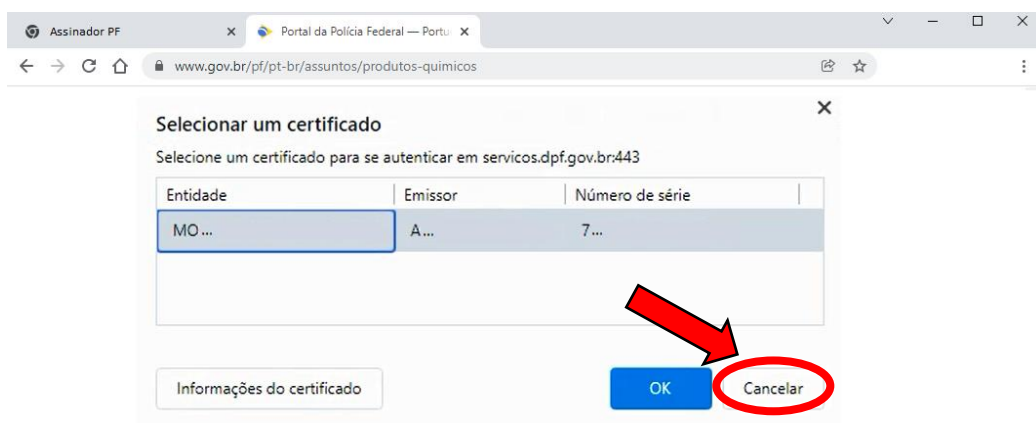 Assinador PF
Portal da Polícia Federal — Portu
www.gov.br/pf/pt-br/assuntos/produtos-quimicos
Selecionar um certificado
Selecione um certificado para se autenticar em servicos.dpf.gov.br:443
Entidade Emissor Número de série
MO ... A... 7...
Informações do certificado OK Cancelar